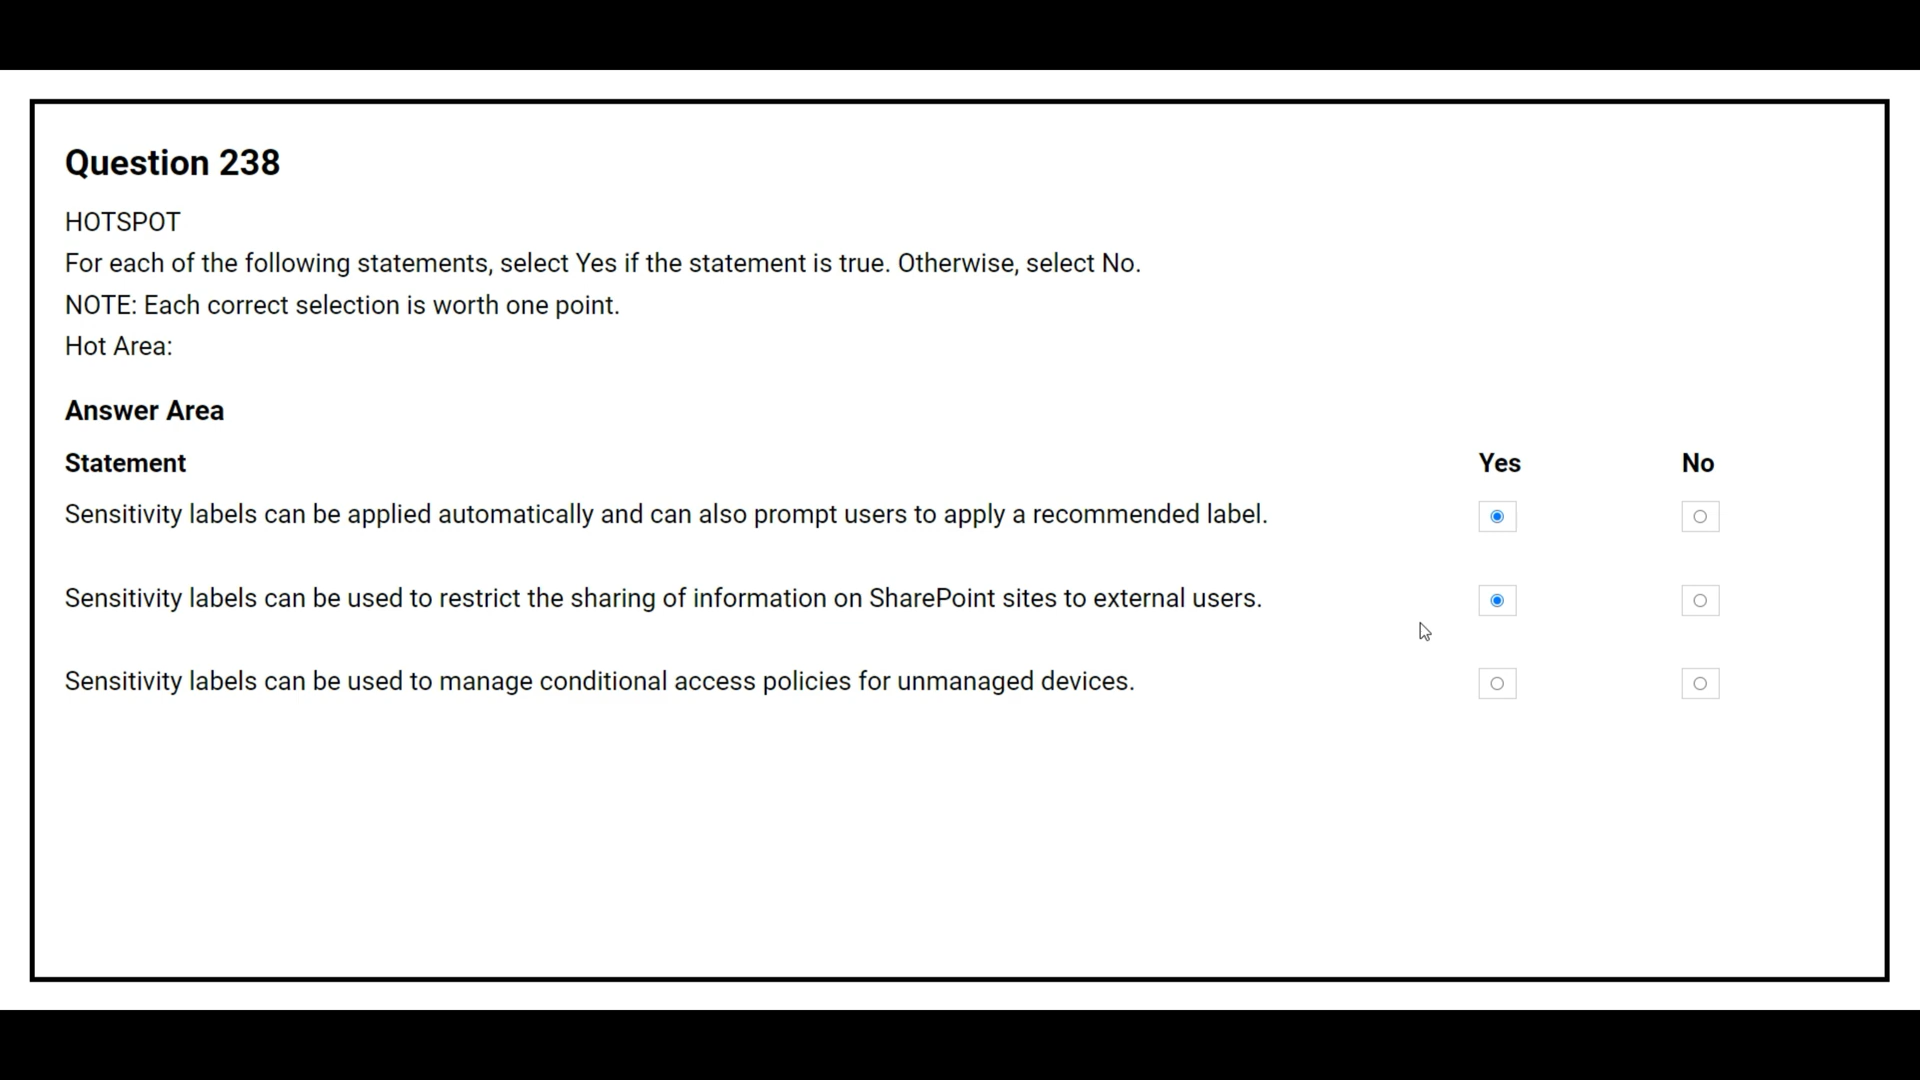 Question 238
HOTSPOT
For each of the following statements, select Yes if the statement is true. Otherwise, select No.
NOTE: Each correct selection is worth one point.
Hot Area:
Answer Area
Statement Yes No
Sensitivity labels can be applied automatically and can also prompt users to apply a recommended label.
Sensitivity labels can be used to restrict the sharing of information on SharePoint sites to external users.
Sensitivity labels can be used to manage conditional access policies for unmanaged devices.